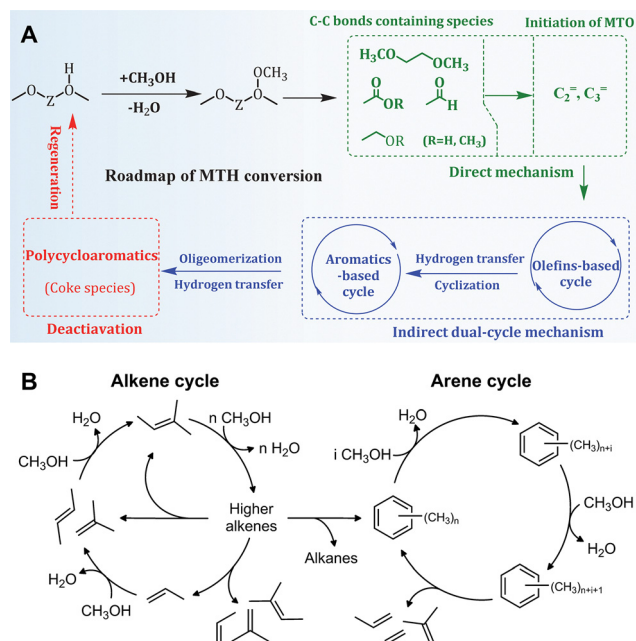 A
C-C bonds containing species
Initiation of MTO
H
O Z O
+CH₃OH
-H₂O
OCH₃
O Z O
H₃CO
OCH₃
O
OR
O
H
OR
(R=H, CH₃)
C₂⁼, C₃⁼
Direct mechanism
Regeneration
Roadmap of MTH conversion
Polycycloaromatics
(Coke species)
Deactiavation
Oligeomerization
Hydrogen transfer
Aromatics
-based
cycle
Hydrogen transfer
Cyclization
Olefins-based
cycle
Indirect dual-cycle mechanism
B
Alkene cycle
Arene cycle
H₂O
CH₃OH
n CH₃OH
n H₂O
Higher
alkenes
Alkanes
H₂O
CH₃OH
H₂O
i CH₃OH
(CH₃)n+i
CH₃OH
H₂O
(CH₃)n
(CH₃)n+i+1